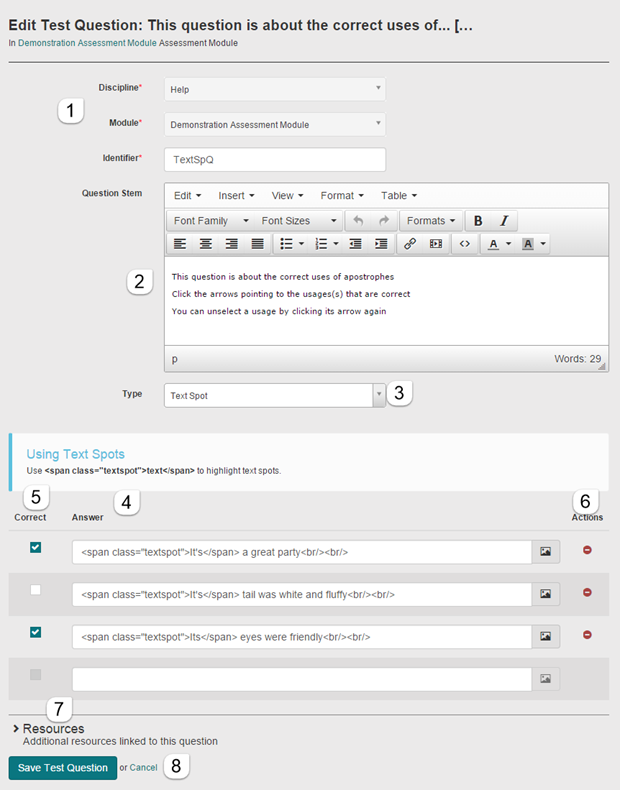 Edit Test Question: This question is about the correct uses of... [...
In Demonstration Assessment Module Assessment Module
Discipline* Help
1
Module* Demonstration Assessment Module
Identifier* TextSpQ
Question Stem Edit Insert View Format Table
Font Family Font Sizes Formats B I
A A
2
This question is about the correct uses of apostrophes
Click the arrows pointing to the usages(s) that are correct
You can unselect a usage by clicking its arrow again
p Words: 29
Type Text Spot 3
Using Text Spots
Use <span class="textspot">text</span> to highlight text spots.
5 4 6
Correct Answer Actions
<span class="textspot">It's</span> a great party<br/><br/>
<span class="textspot">It's</span> tail was white and fluffy<br/><br>
<span class="textspot">Its</span> eyes were friendly<br/><br/>
7
Resources
Additional resources linked to this question
Save Test Question or Cancel 8